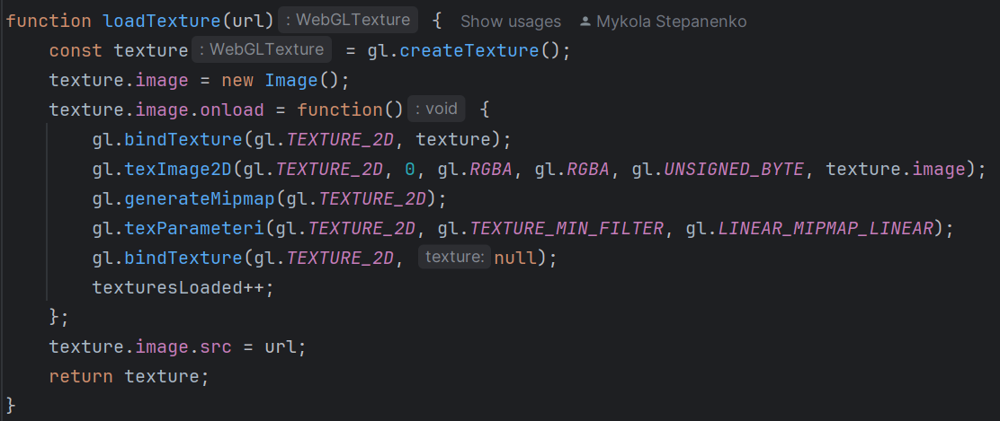 function loadTexture(url) : WebGLTexture { Show usages Mykola Stepanenko
    const texture : WebGLTexture = gl.createTexture();
    texture.image = new Image();
    texture.image.onload = function() : void {
        gl.bindTexture(gl.TEXTURE_2D, texture);
        gl.texImage2D(gl.TEXTURE_2D, 0, gl.RGBA, gl.RGBA, gl.UNSIGNED_BYTE, texture.image);
        gl.generateMipmap(gl.TEXTURE_2D);
        gl.texParameteri(gl.TEXTURE_2D, gl.TEXTURE_MIN_FILTER, gl.LINEAR_MIPMAP_LINEAR);
        gl.bindTexture(gl.TEXTURE_2D, texture: null);
        texturesLoaded++;
    };
    texture.image.src = url;
    return texture;
}